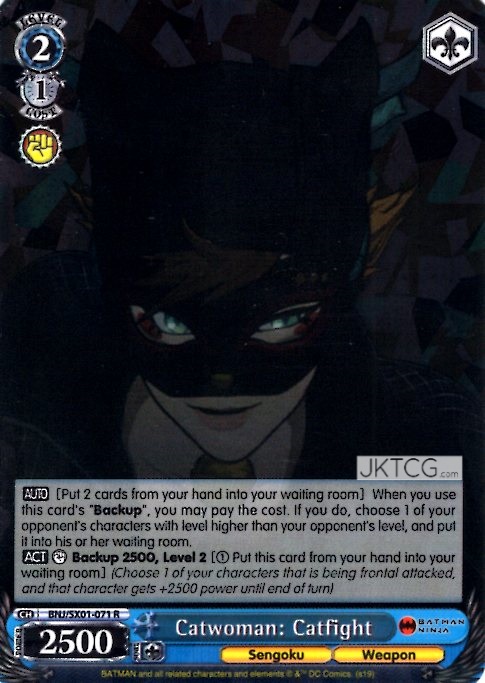 LEVEL
2
1
COST
JKTCG.com
AUTO [Put 2 cards from your hand into your waiting room] When you use
this card's "Backup", you may pay the cost. If you do, choose 1 of your
opponent's characters with level higher than your opponent's level, and put
it into his or her waiting room.
ACT Backup 2500, Level 2 [① Put this card from your hand into your
waiting room] (Choose 1 of your characters that is being frontal attacked,
and that character gets +2500 power until end of turn)
CH BNJ/SX01-071 R
POWER 2500 SOUL Catwoman: Catfight BATMAN
NINJA
Sengoku Weapon
BATMAN and all related characters and elements © & ™ DC Comics. (s19)